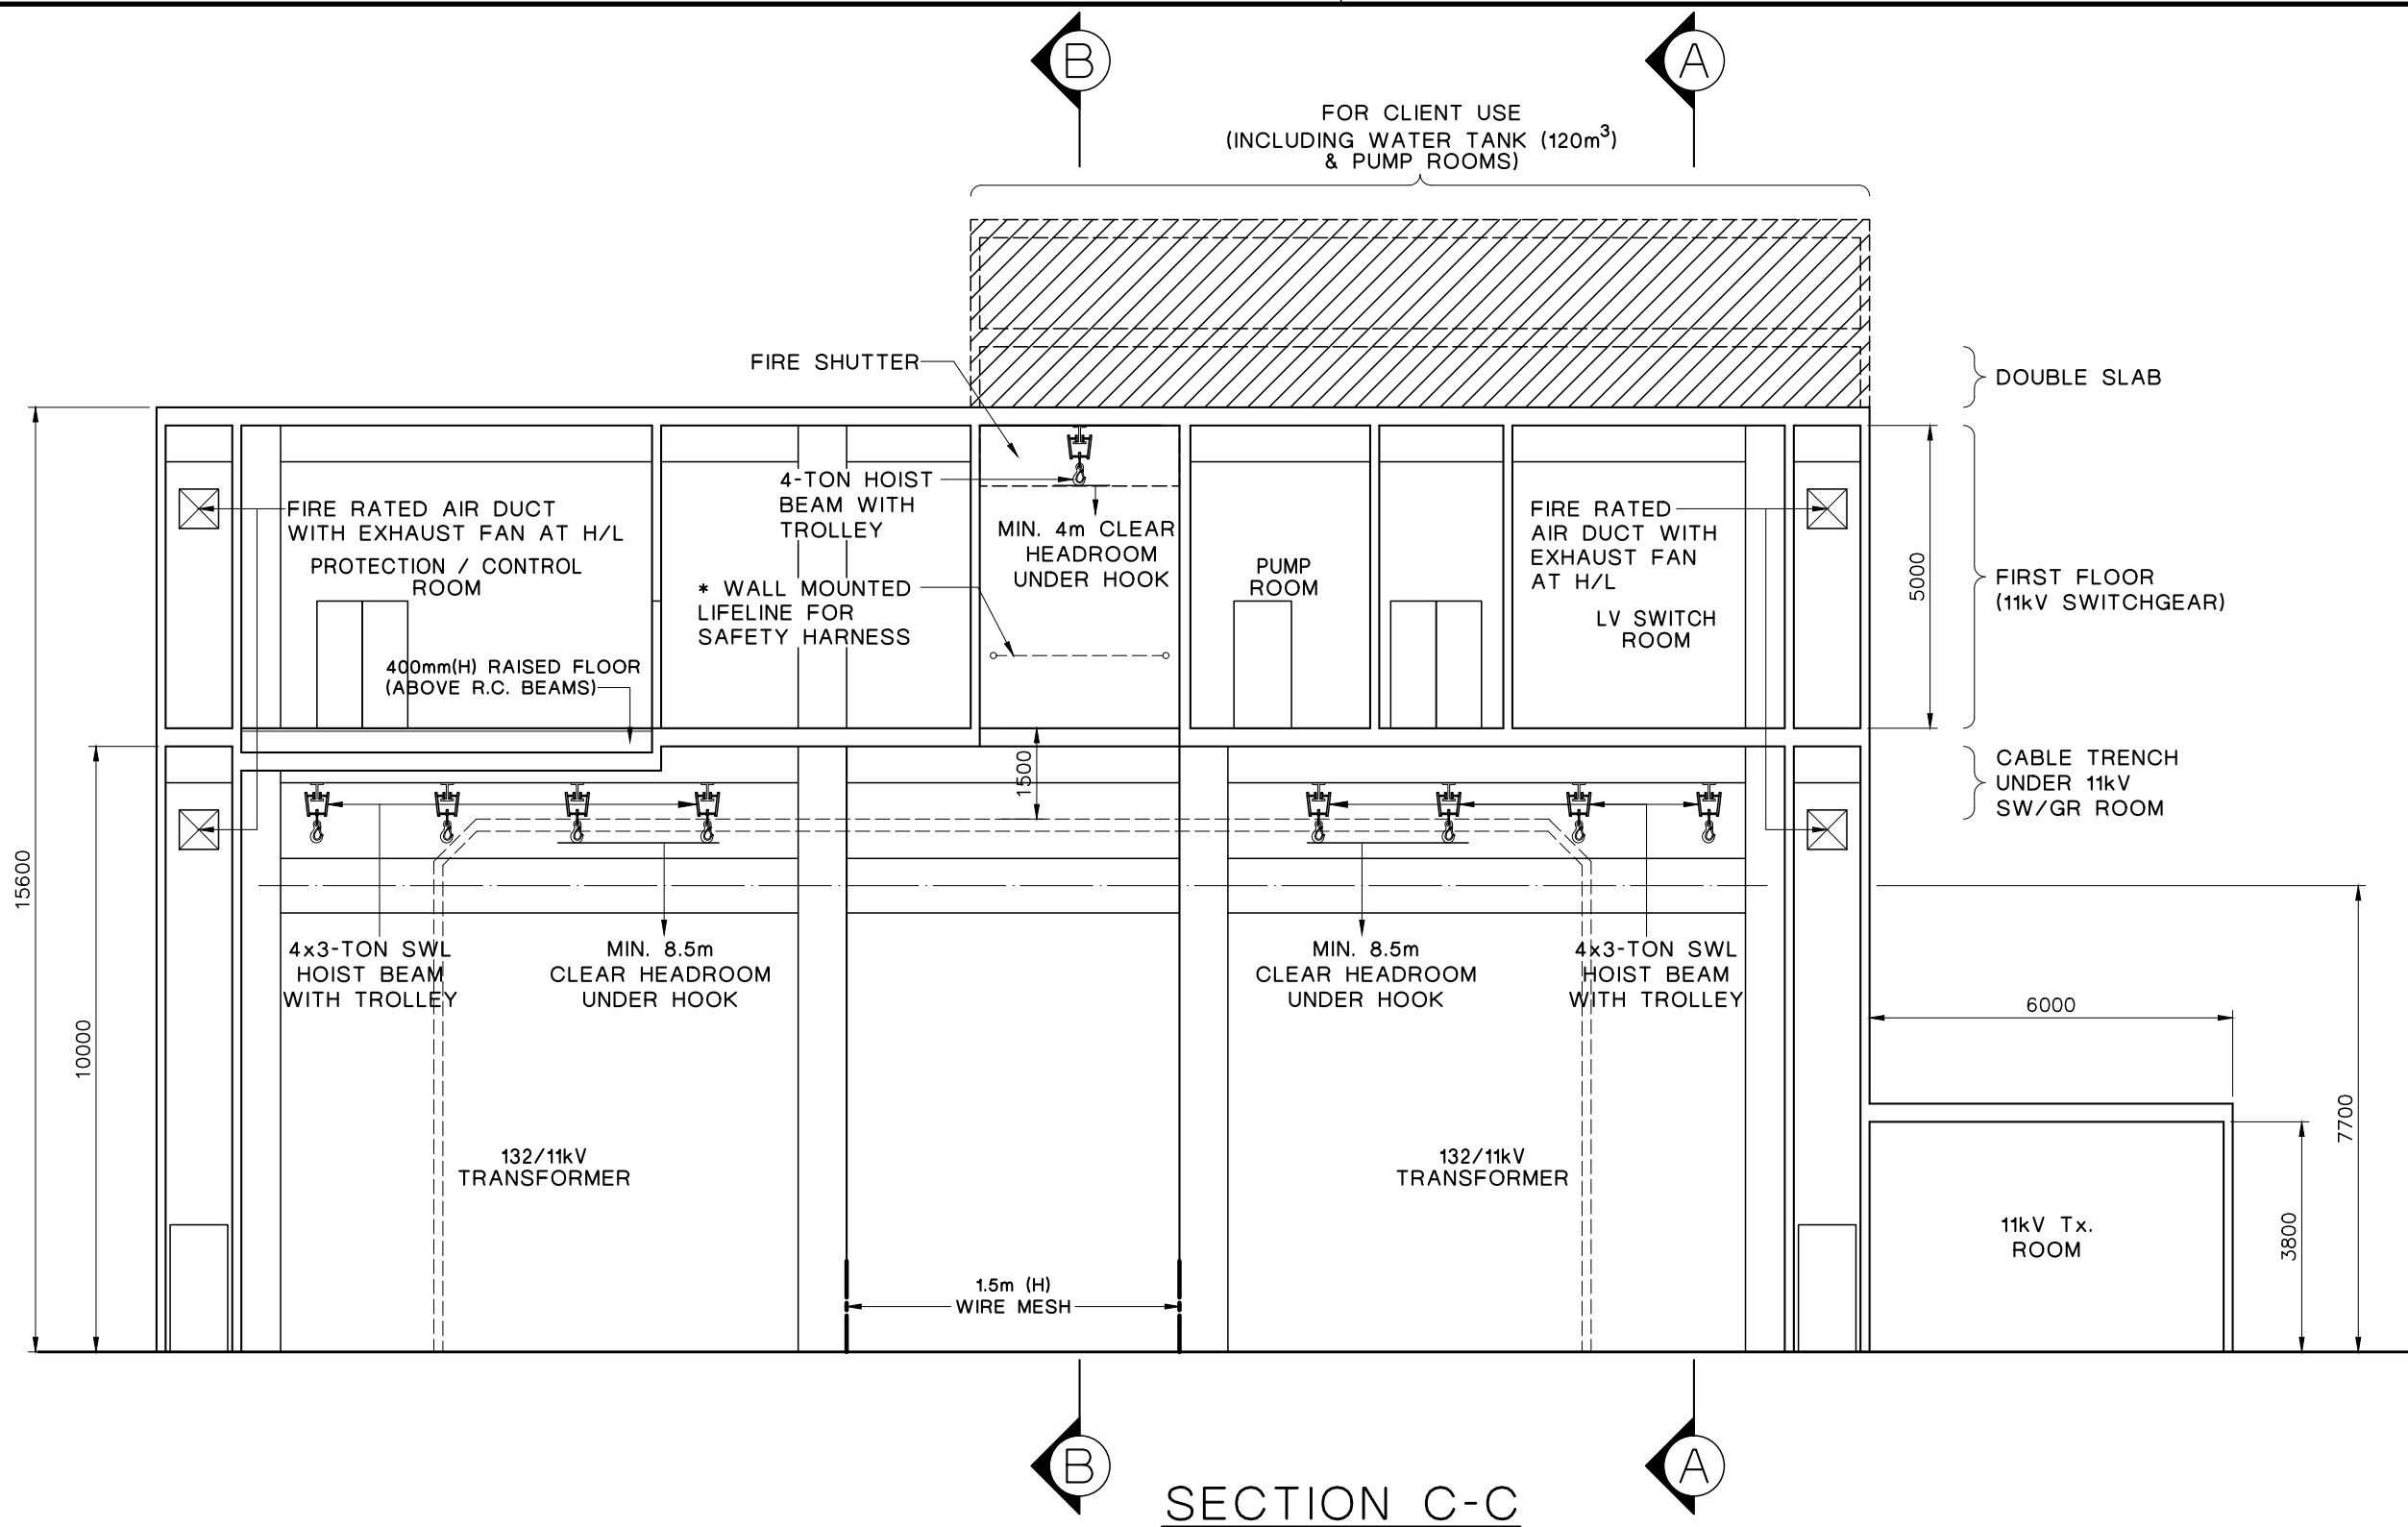 B
A
FOR CLIENT USE
(INCLUDING WATER TANK (120m³)
& PUMP ROOMS)
FIRE SHUTTER
DOUBLE SLAB
4-TON HOIST
BEAM WITH
TROLLEY
MIN. 4m CLEAR
HEADROOM
UNDER HOOK
FIRE RATED AIR DUCT
WITH EXHAUST FAN AT H/L
PROTECTION / CONTROL
ROOM
* WALL MOUNTED
LIFELINE FOR
SAFETY HARNESS
PUMP
ROOM
FIRE RATED
AIR DUCT WITH
EXHAUST FAN
AT H/L
LV SWITCH
ROOM
5000
FIRST FLOOR
(11kV SWITCHGEAR)
400mm(H) RAISED FLOOR
(ABOVE R.C. BEAMS)
1500
CABLE TRENCH
UNDER 11kV
SW/GR ROOM
15600
10000
4x3-TON SWL
HOIST BEAM
WITH TROLLEY
MIN. 8.5m
CLEAR HEADROOM
UNDER HOOK
MIN. 8.5m
CLEAR HEADROOM
UNDER HOOK
4x3-TON SWL
HOIST BEAM
WITH TROLLEY
6000
7700
132/11kV
TRANSFORMER
132/11kV
TRANSFORMER
11kV Tx.
ROOM
3800
1.5m (H)
WIRE MESH
B
A
SECTION C-C